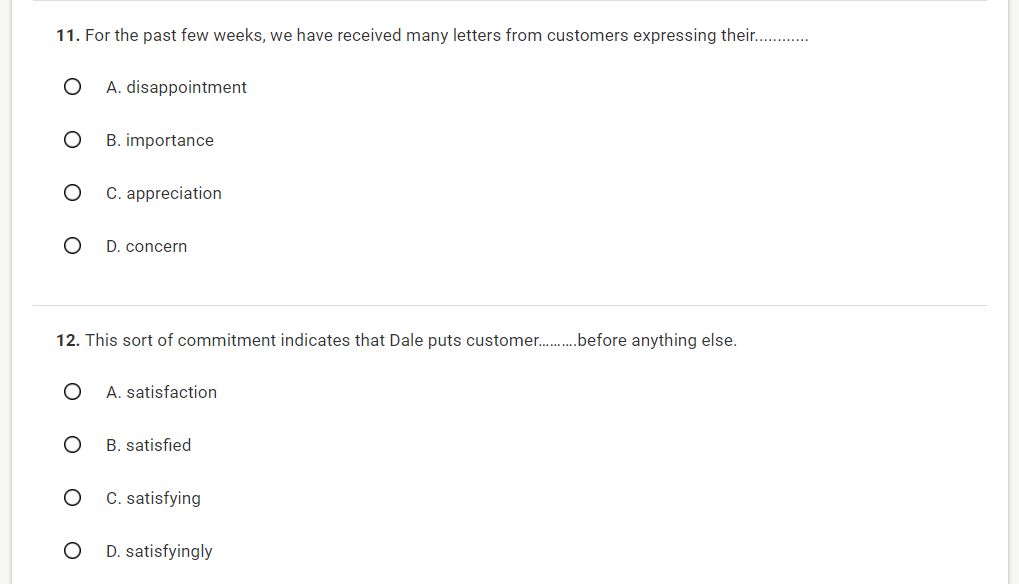 11. For the past few weeks, we have received many letters from customers expressing their............
A. disappointment
B. importance
C. appreciation
D. concern
12. This sort of commitment indicates that Dale puts customer..........before anything else.
A. satisfaction
B. satisfied
C. satisfying
D. satisfyingly